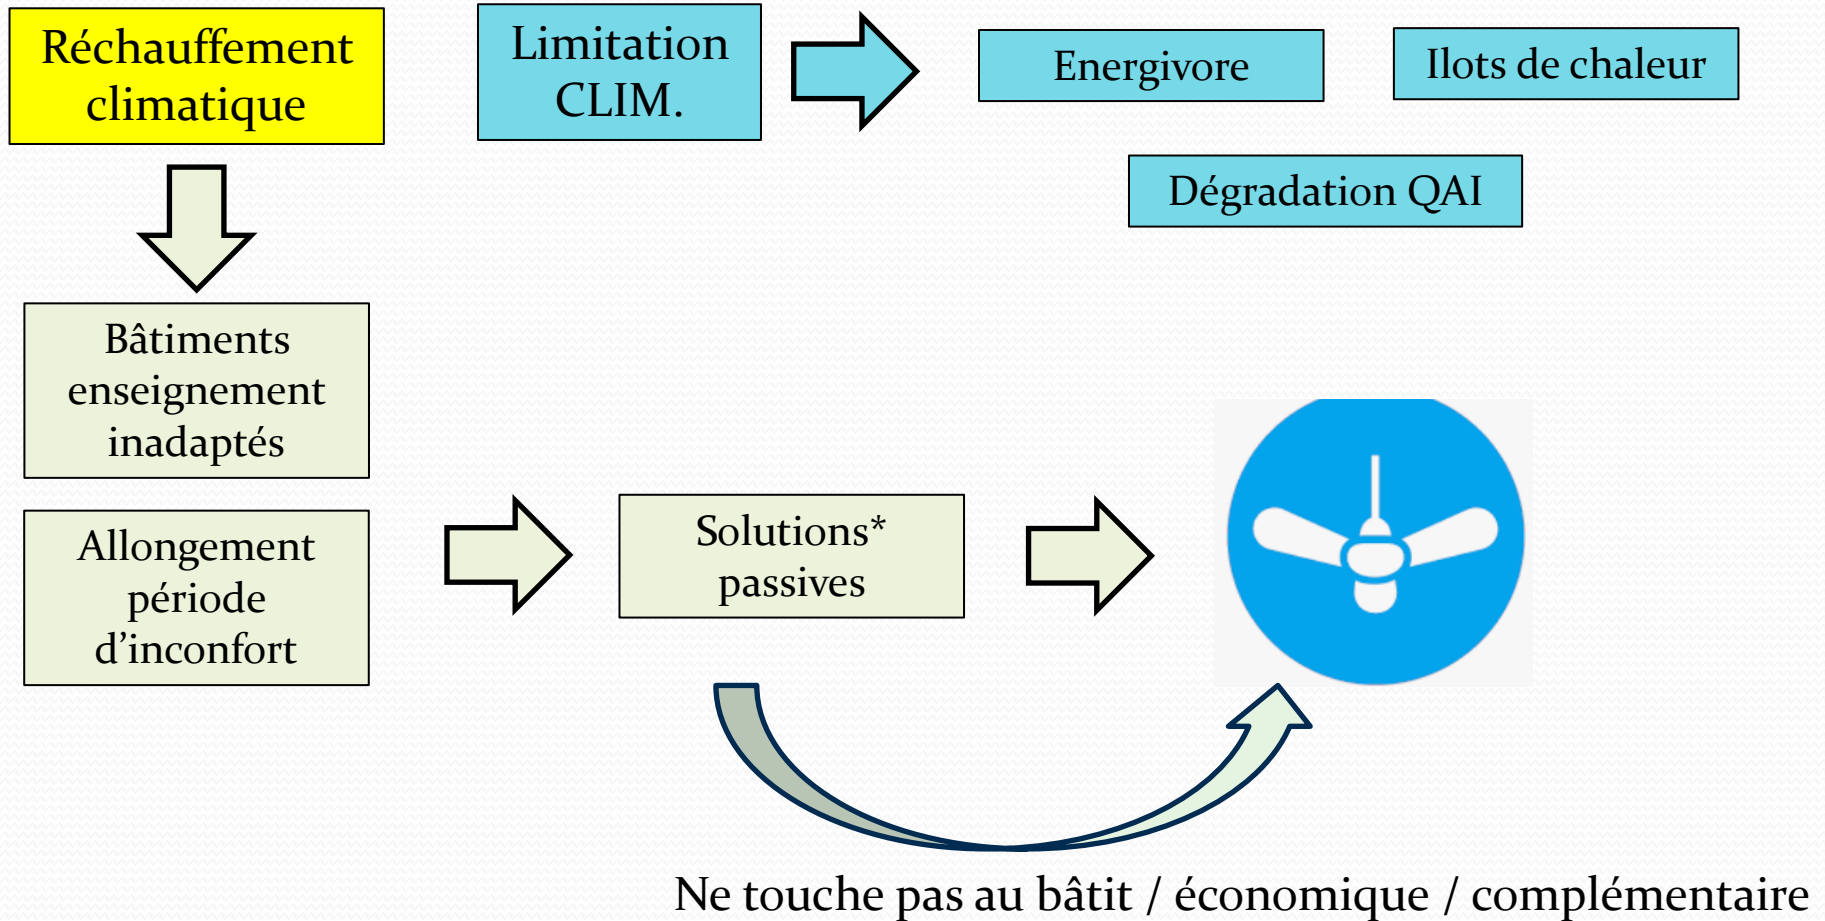 Réchauffement
climatique
Limitation
CLIM.
Energivore
Ilots de chaleur
Dégradation QAI
Bâtiments
enseignement
inadaptés
Allongement
période
d’inconfort
Solutions*
passives
Ne touche pas au bâtit / économique / complémentaire